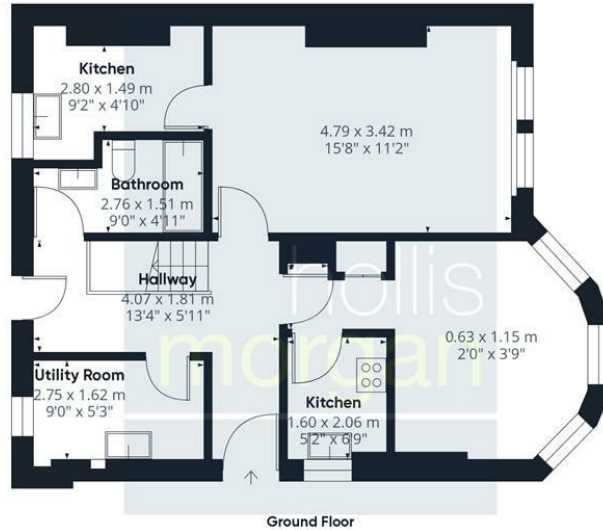 Kitchen
2.80 x 1.49 m
9'2" x 4'10"
4.79 x 3.42 m
15'8" x 11'2"
Bathroom
2.76 x 1.51 m
9'0" x 4'11"
Hallway
4.07 x 1.81 m
13'4" x 5'11"
hollis
morgan
0.63 x 1.15 m
2'0" x 3'9"
Utility Room
2.75 x 1.62 m
9'0" x 5'3"
Kitchen
1.60 x 2.06 m
5'2" x 6'9"
Ground Floor